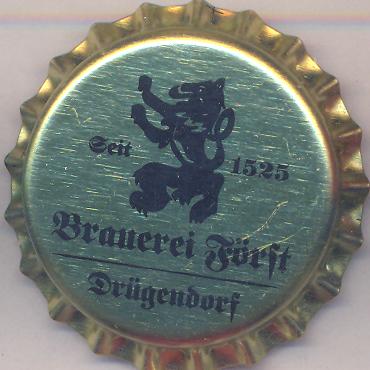 Seit 1525
Brauerei Först
Drügendorf